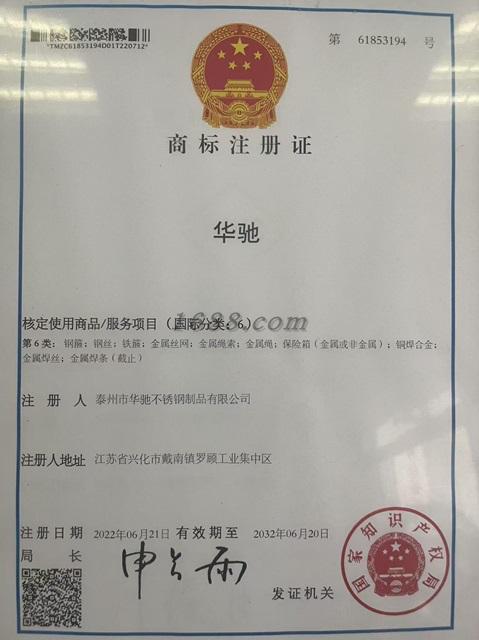 *TMZC61853194D01T220712*
第 61853194 号
商标注册证
华驰
核定使用商品/服务项目（国际分类：6）
1688.com
第 6 类：钢箍；钢丝；铁箍；金属丝网；金属绳索；金属绳；保险箱（金属或非金属）；铜焊合金；
金属焊丝；金属焊条（截止）
注 册 人 泰州市华驰不锈钢制品有限公司
注册人地址 江苏省兴化市戴南镇罗顾工业集中区
注册日期 2022年06月21日 有效期至 2032年06月20日
局 长 申长雨
发证机关
国家知识产权局